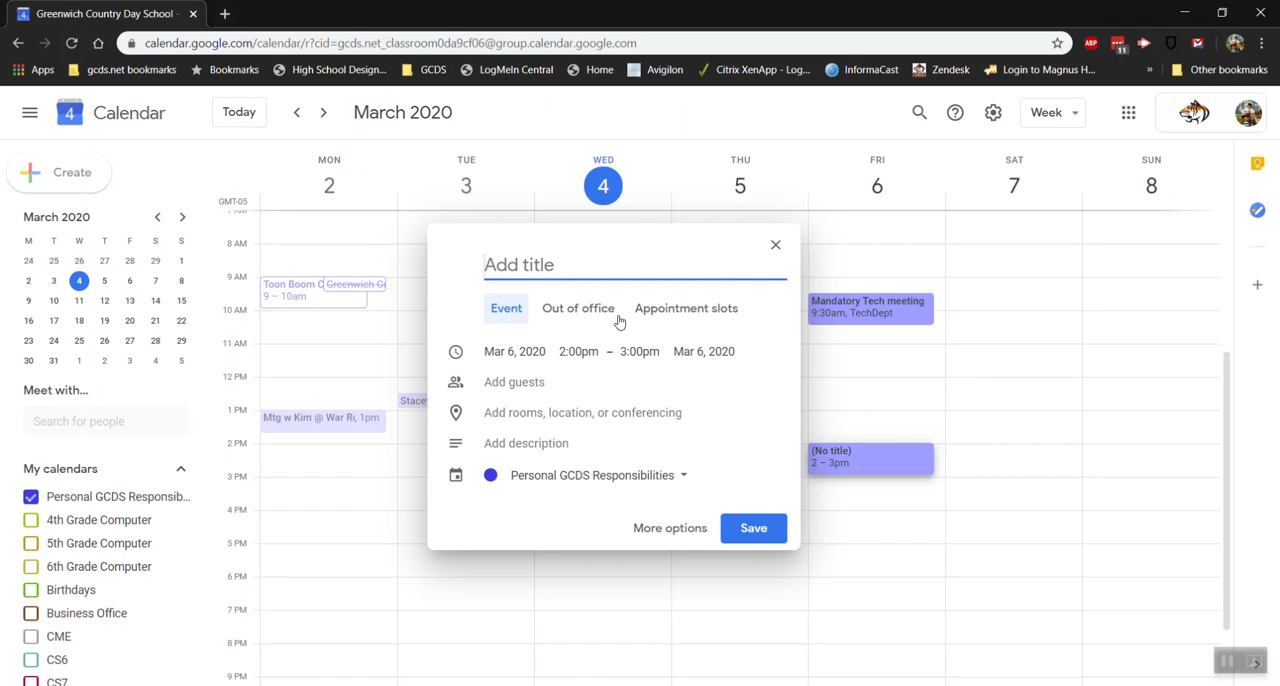 Greenwich Country Day School -
calendar.google.com/calendar/r?cid=gcds.net_classroom0da9cf06@group.calendar.google.com
ABP 11
Apps gcds.net bookmarks Bookmarks High School Design... GCDS LogMeIn Central Home Avigilon Citrix XenApp - Log... InformaCast Zendesk Login to Magnus H... » Other bookmarks
4 Calendar Today March 2020 Week
Create
MON TUE WED THU FRI SAT SUN
2 3 4 5 6 7 8
GMT-05
March 2020
M T W T F S S
24 25 26 27 28 29 1
2 3 4 5 6 7 8
9 10 11 12 13 14 15
16 17 18 19 20 21 22
23 24 25 26 27 28 29
30 31 1 2 3 4 5
Meet with...
Search for people
My calendars
Personal GCDS Responsib...
4th Grade Computer
5th Grade Computer
6th Grade Computer
Birthdays
Business Office
CME
CS6
CS7
8 AM
9 AM
10 AM
11 AM
12 PM
1 PM
2 PM
3 PM
4 PM
5 PM
6 PM
7 PM
8 PM
9 PM
Toon Boom C
9 – 10am
Greenwich C
Mtg w Kim @ War R, 1pm
Stace
Add title
Event Out of office Appointment slots
Mar 6, 2020 2:00pm – 3:00pm Mar 6, 2020
Add guests
Add rooms, location, or conferencing
Add description
Personal GCDS Responsibilities
More options Save
Mandatory Tech meeting
9:30am, TechDept
(No title)
2 – 3pm